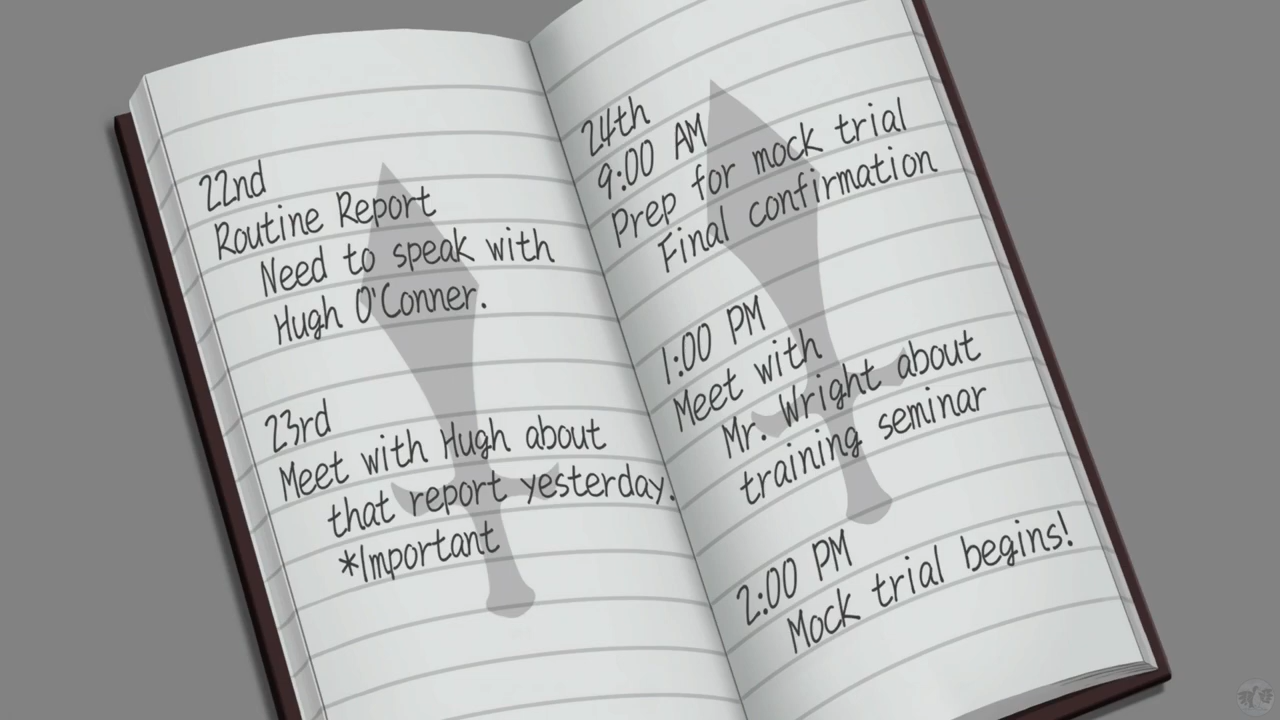 22nd
Routine Report
Need to speak with
Hugh O'Conner.
23rd
Meet with Hugh about
that report yesterday.
*Important
24th
9:00 AM
Prep for mock trial
Final confirmation
1:00 PM
Meet with
Mr. Wright about
training seminar
2:00 PM
Mock trial begins!